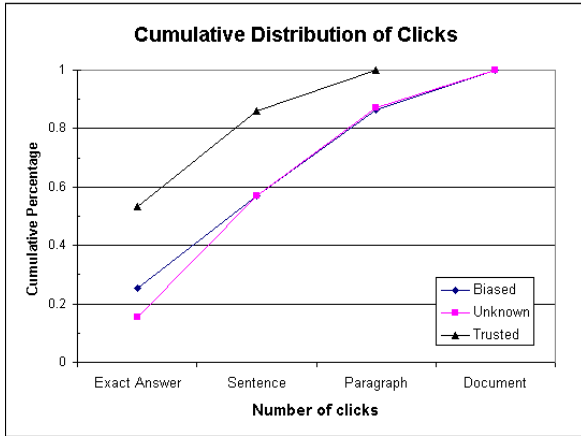 Cumulative Distribution of Clicks
Cumulative Percentage
1
0.8
0.6
0.4
0.2
0
Biased
Unknown
Trusted
Exact Answer Sentence Paragraph Document
Number of clicks